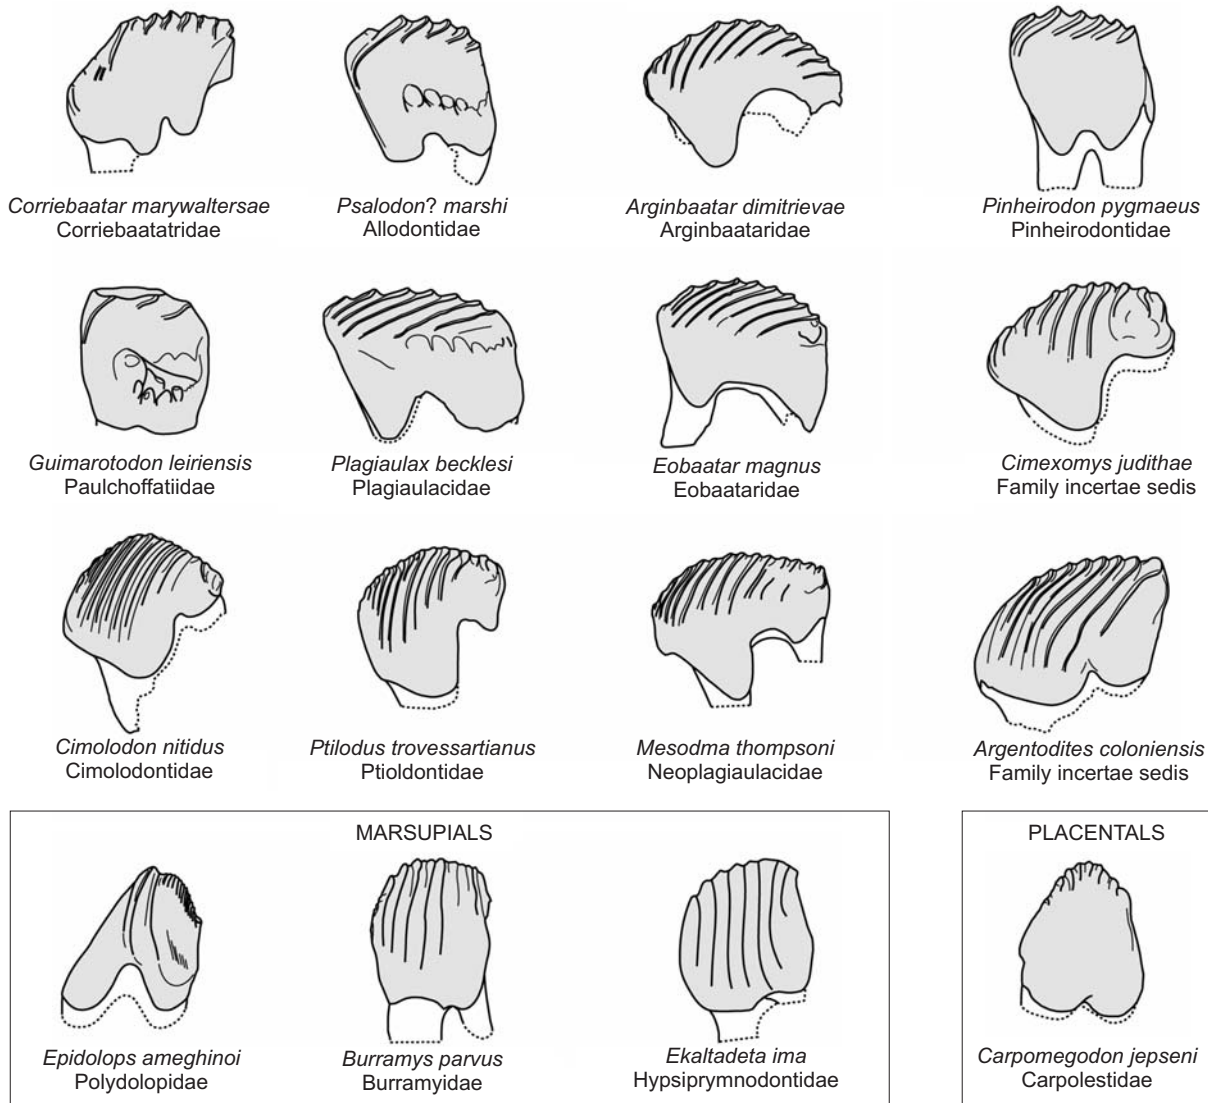 Corriebaatar marywaltersae
Corriebaatatridae
Psalodon? marshi
Allodontidae
Arginbaatar dimitrievae
Arginbaataridae
Pinheirodon pygmaeus
Pinheirodontidae
Guimarotodon leiriensis
Paulchoffatiidae
Plagiaulax becklesi
Plagiaulacidae
Eobaatar magnus
Eobaataridae
Cimexomys judithae
Family incertae sedis
Cimolodon nitidus
Cimolodontidae
Ptilodus trovessartianus
Ptioldontidae
Mesodma thompsoni
Neoplagiaulacidae
Argentodites coloniensis
Family incertae sedis
MARSUPIALS
Epidolops ameghinoi
Polydolopidae
Burramys parvus
Burramyidae
Ekaltadeta ima
Hypsiprymnodontidae
PLACENTALS
Carpomegodon jepseni
Carpolestidae